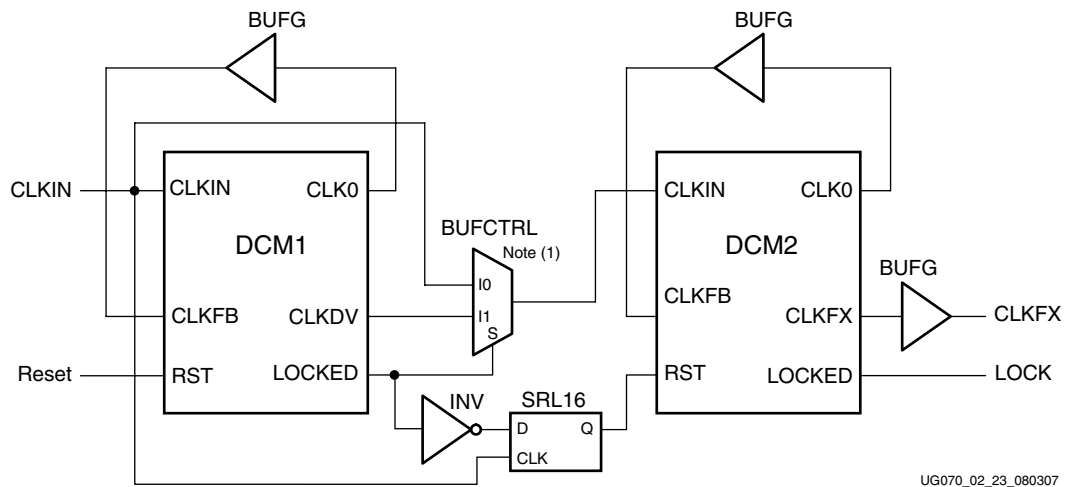 BUFG
BUFG
CLKIN
CLKIN
CLK0
DCM1
CLKFB
CLKDV
Reset
RST
LOCKED
BUFCTRL
Note (1)
I0
I1
S
INV
SRL16
D
Q
CLK
CLKIN
CLK0
DCM2
BUFG
CLKFB
CLKFX
CLKFX
RST
LOCKED
LOCK
UG070_02_23_080307